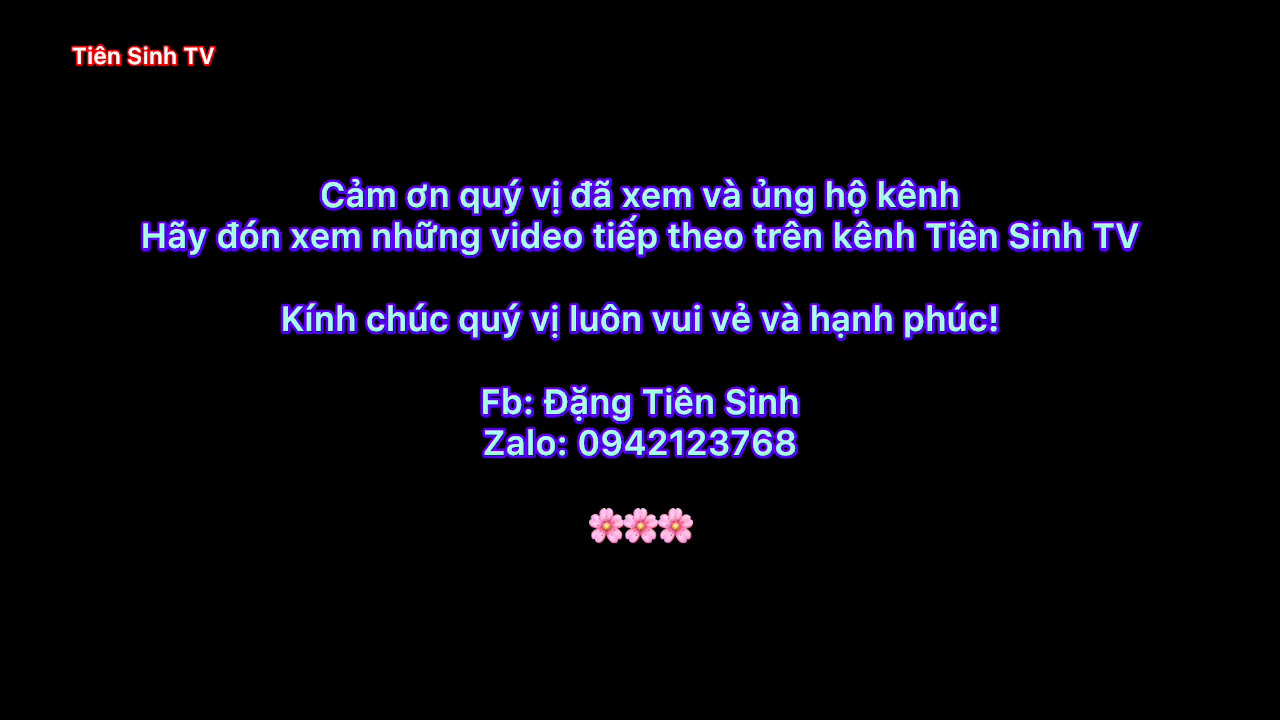 Tiên Sinh TV
Cảm ơn quý vị đã xem và ủng hộ kênh
Hãy đón xem những video tiếp theo trên kênh Tiên Sinh TV
Kính chúc quý vị luôn vui vẻ và hạnh phúc!
Fb: Đặng Tiên Sinh
Zalo: 0942123768
🌸🌸🌸